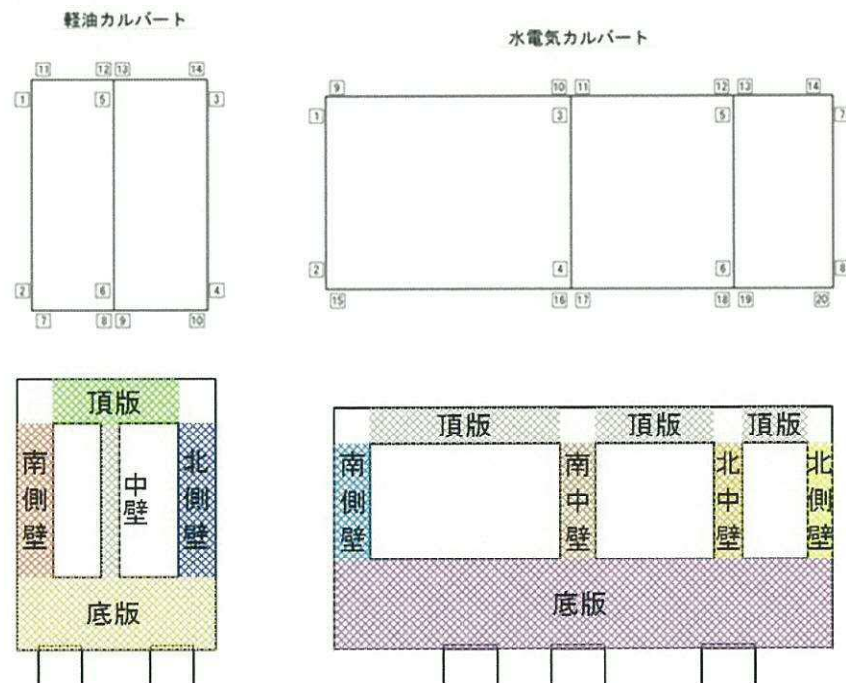 軽油カルバート
11 12 13 14
1 5 3
2 6 4
7 8 9 10
水電気カルバート
9 10 11 12 13 14
1 3 5 7
2 4 6 8
15 16 17 18 19 20
頂版
南側壁
中壁
北側壁
底版
頂版 頂版 頂版
南側壁
南中壁
北中壁
北側壁
底版